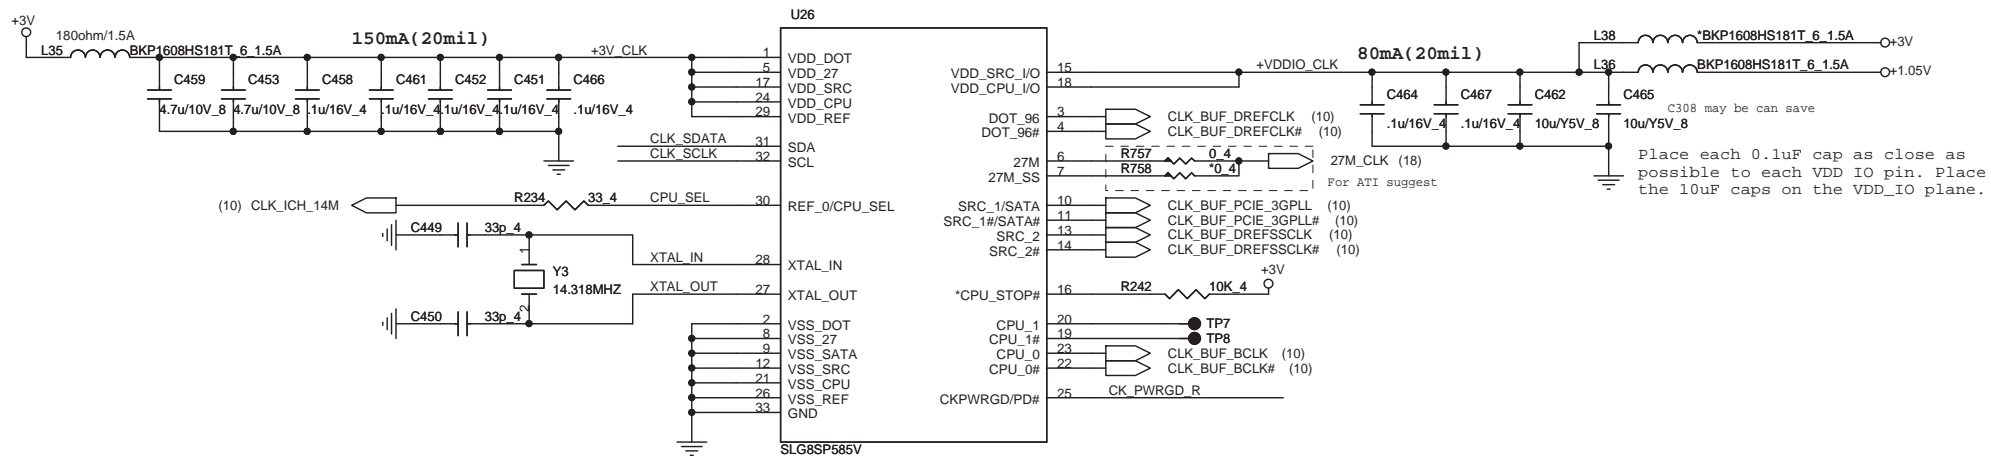 U26
+3V
180ohm/1.5A
L35
BKP1608HS181T_6_1.5A
150mA(20mil)
+3V_CLK
C459
4.7u/10V_8
C453
4.7u/10V_8
C458
.1u/16V_4
C461
.1u/16V_4
C452
.1u/16V_4
C451
.1u/16V_4
C466
.1u/16V_4
CLK_SDATA
CLK_SCLK
(10) CLK_ICH_14M
R234
33_4
CPU_SEL
C449
33p_4
XTAL_IN
1
Y3
14.318MHZ
2
XTAL_OUT
C450
33p_4
1 VDD_DOT
5 VDD_27
17 VDD_SRC
24 VDD_CPU
29 VDD_REF
31 SDA
32 SCL
30 REF_0/CPU_SEL
28 XTAL_IN
27 XTAL_OUT
2 VSS_DOT
8 VSS_27
9 VSS_SATA
12 VSS_SRC
21 VSS_CPU
26 VSS_REF
33 GND
SLG8SP585V
VDD_SRC_I/O 15
VDD_CPU_I/O 18
DOT_96 3 CLK_BUF_DREFCLK (10)
DOT_96# 4 CLK_BUF_DREFCLK# (10)
27M 6 R757 0_4
27M_SS 7 R758 *0_4
27M_CLK (18)
For ATI suggest
SRC_1/SATA 10 CLK_BUF_PCIE_3GPLL (10)
SRC_1#/SATA# 11 CLK_BUF_PCIE_3GPLL# (10)
SRC_2 13 CLK_BUF_DREFSSCLK (10)
SRC_2# 14 CLK_BUF_DREFSSCLK# (10)
*CPU_STOP# 16 R242 10K_4
+3V
CPU_1 20 TP7
CPU_1# 19 TP8
CPU_0 23 CLK_BUF_BCLK (10)
CPU_0# 22 CLK_BUF_BCLK# (10)
CKPWRGD/PD# 25 CK_PWRGD_R
+VDDIO_CLK
80mA(20mil)
L38
*BKP1608HS181T_6_1.5A
+3V
L36
BKP1608HS181T_6_1.5A
+1.05V
C464
.1u/16V_4
C467
.1u/16V_4
C462
10u/Y5V_8
C465
10u/Y5V_8
C308 may be can save
Place each 0.1uF cap as close as
possible to each VDD IO pin. Place
the 10uF caps on the VDD_IO plane.